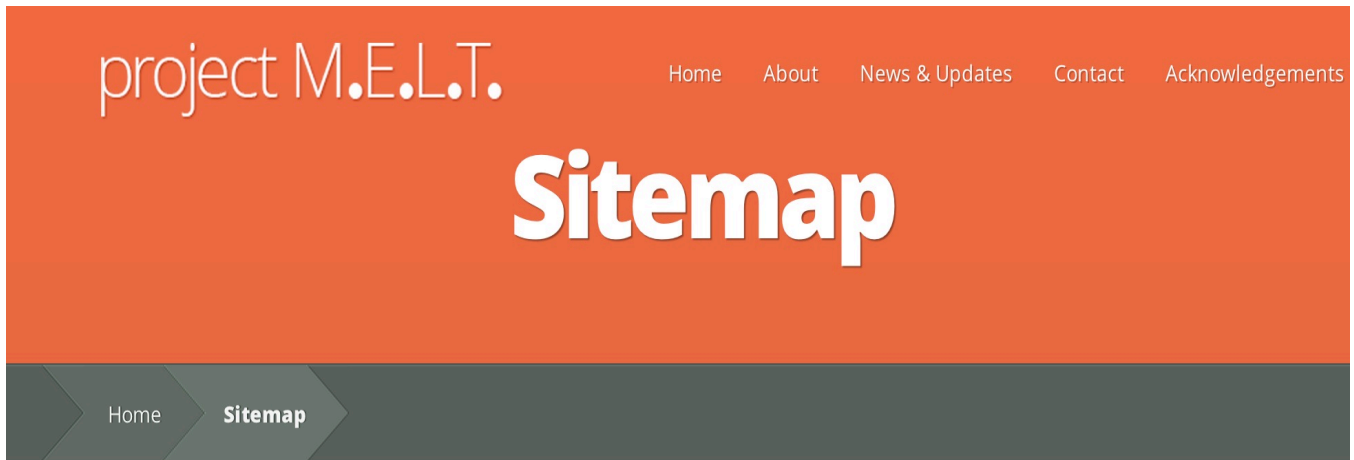 project M.E.L.T.
Home About News & Updates Contact Acknowledgements
Sitemap
Home Sitemap